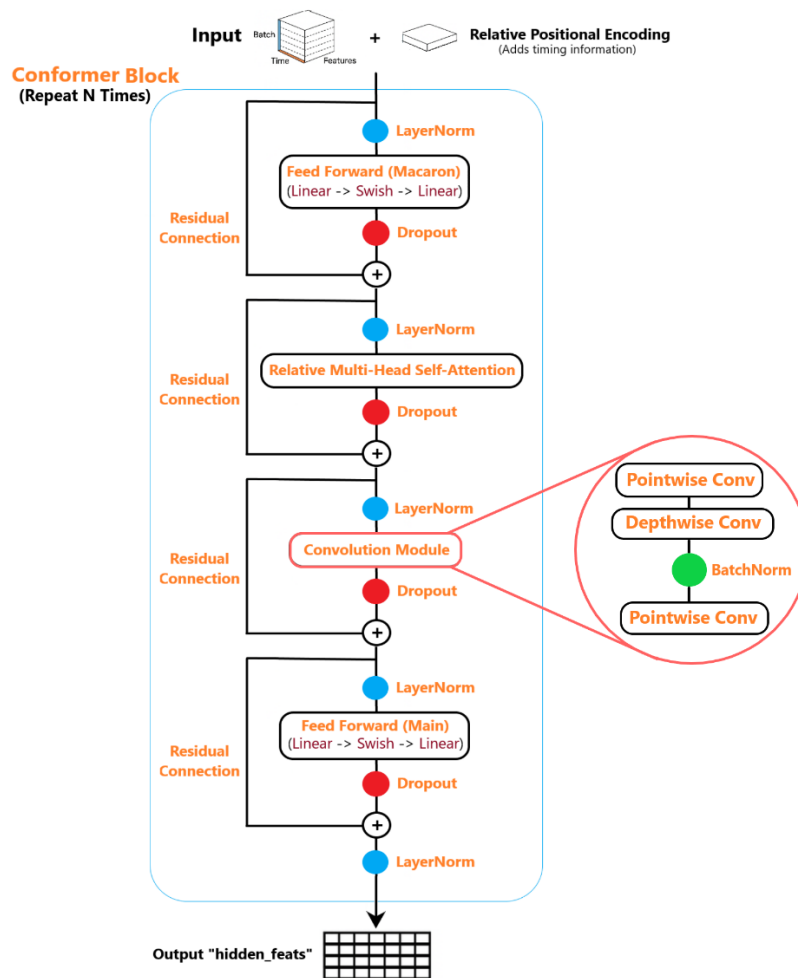 Input
Batch
Time
Features
+
Relative Positional Encoding
(Adds timing information)
Conformer Block
(Repeat N Times)
LayerNorm
Feed Forward (Macaron)
(Linear -> Swish -> Linear)
Residual
Connection
Dropout
+
LayerNorm
Relative Multi-Head Self-Attention
Residual
Connection
Dropout
+
LayerNorm
Convolution Module
Residual
Connection
Dropout
+
Pointwise Conv
Depthwise Conv
BatchNorm
Pointwise Conv
LayerNorm
Feed Forward (Main)
(Linear -> Swish -> Linear)
Residual
Connection
Dropout
+
LayerNorm
Output "hidden_feats"